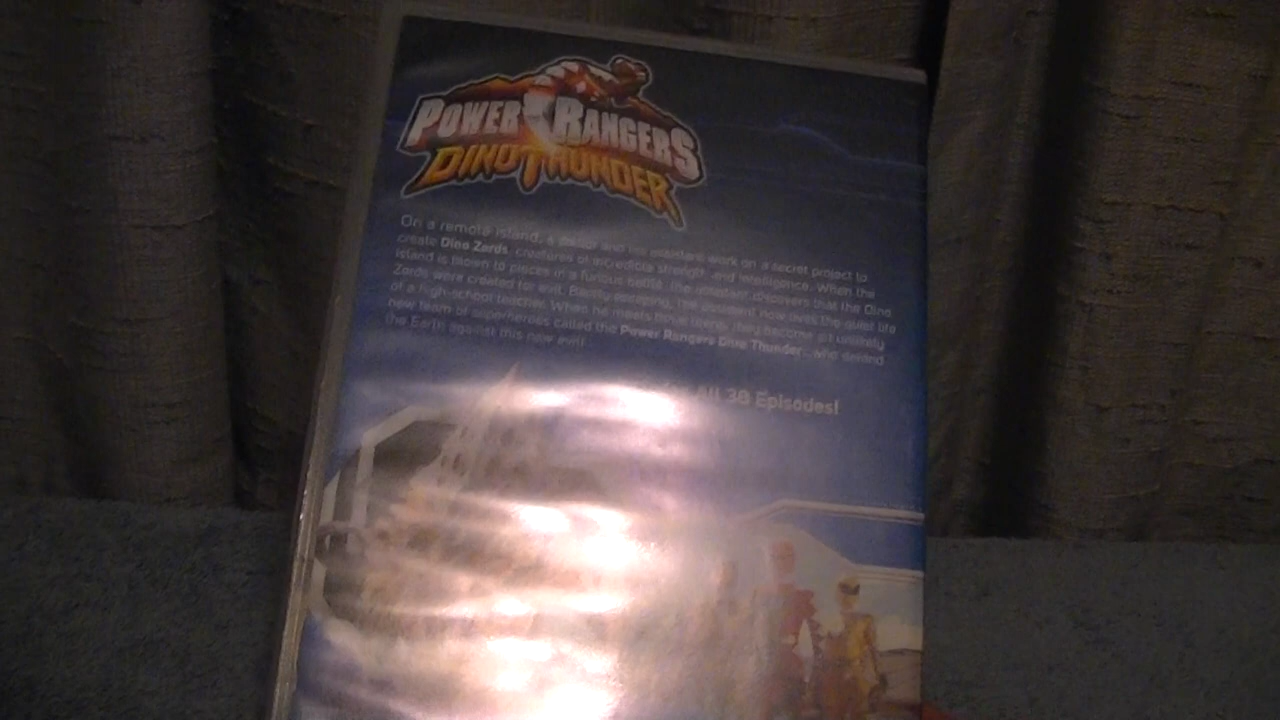 POWER RANGERS
DINO THUNDER
On a remote island, a mentor and his assistant work on a secret project to
create Dino Zords, creatures of incredible strength and intelligence. When the
island is blown to pieces in a furious battle, the mentor discovers that the Dino
Zords were created for evil. Barely escaping, the now lives the quiet life
of a high-school teacher. When he meets three teens, they become an unlikely
new team of superheroes called the Power Rangers Dino Thunder, who defend
the Earth against this new evil!
All 38 Episodes!